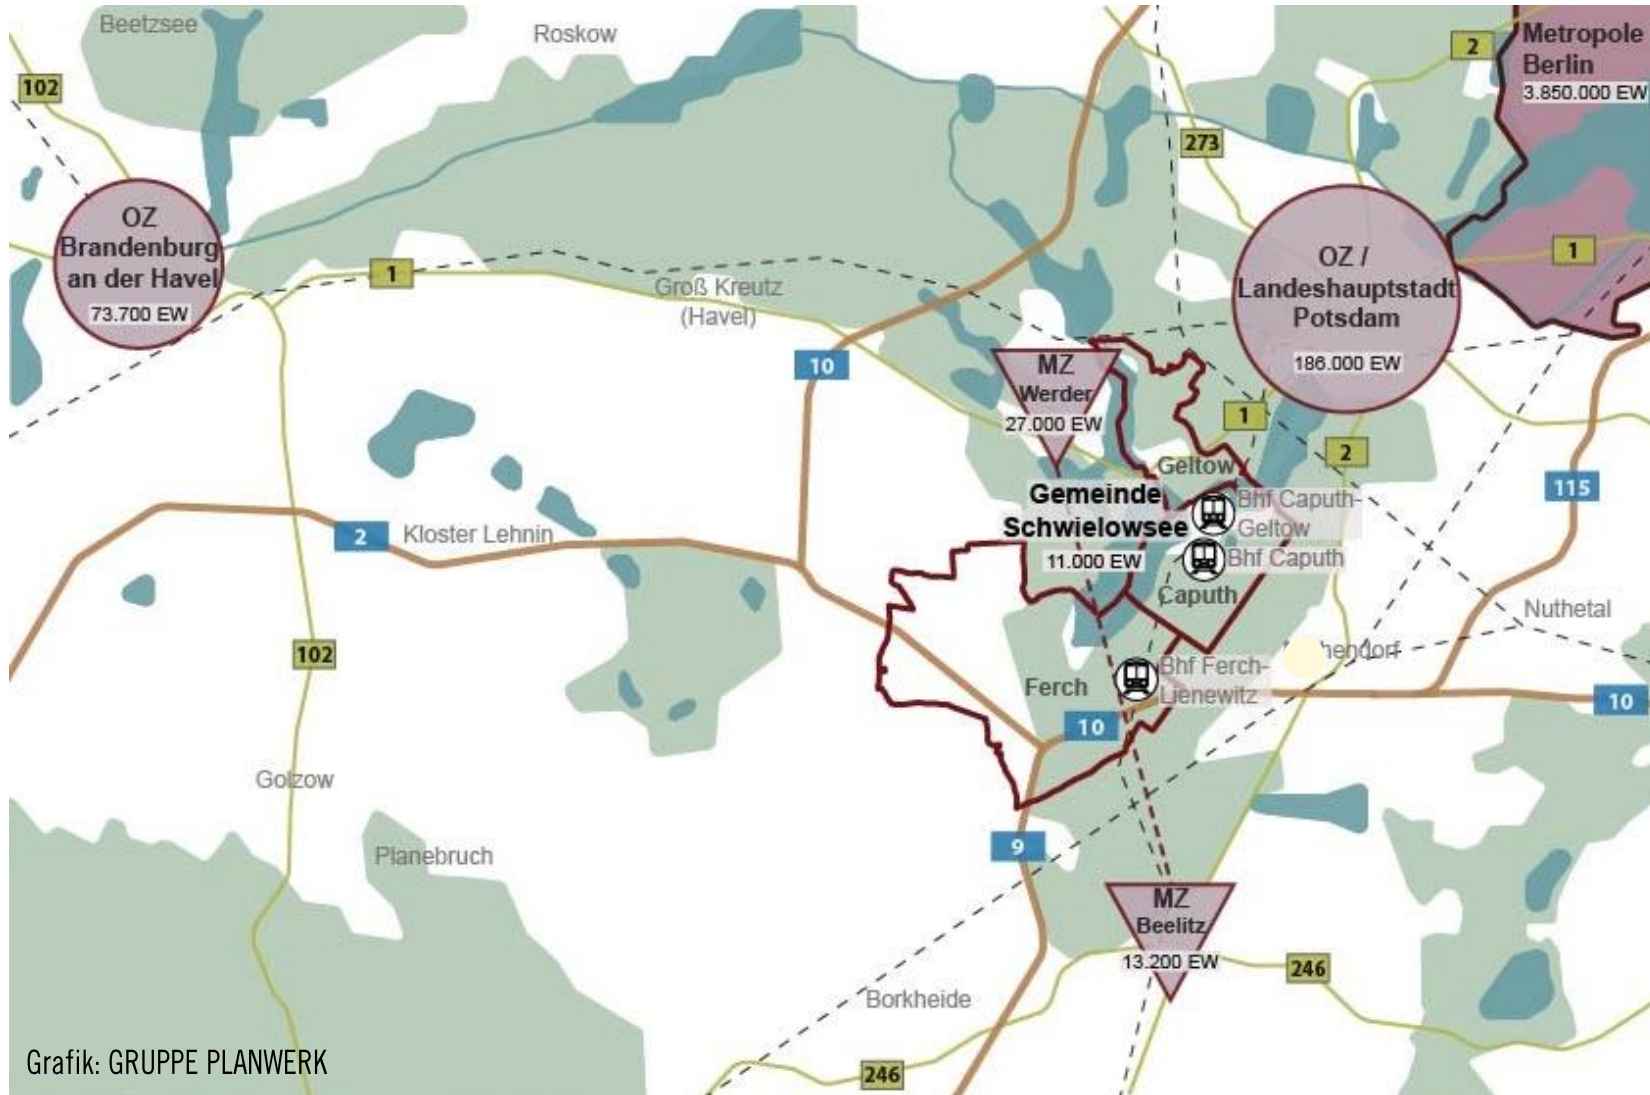 Beetzsee
Roskow
2
Metropole
Berlin
3.850.000 EW
102
273
OZ
Brandenburg
an der Havel
73.700 EW
1
Groß Kreutz
(Havel)
OZ /
Landeshauptstadt
Potsdam
186.000 EW
1
10
MZ
Werder
27.000 EW
1
2
Geltow
115
Gemeinde
Schwielowsee
11.000 EW
Bhf Caputh-
Geltow
Bhf Caputh
Caputh
2
Kloster Lehnin
Nuthetal
102
Bhf Ferch-
Lienewitz
Ferch
10
10
Golzow
9
Planebruch
MZ
Beelitz
13.200 EW
246
Borkheide
246
Grafik: GRUPPE PLANWERK